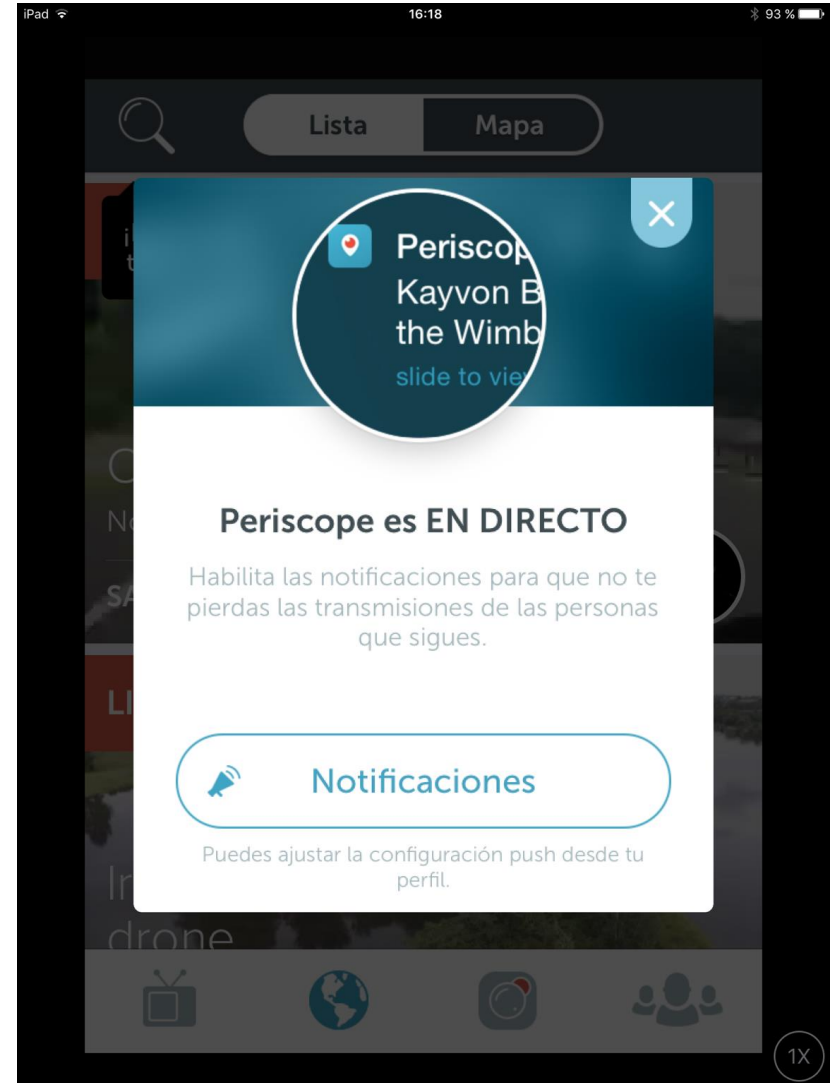 iPad 16:18 93 %
Lista Mapa
Periscop
Kayvon B
the Wimb
slide to vie
Periscope es EN DIRECTO
Habilita las notificaciones para que no te
pierdas las transmisiones de las personas
que sigues.
Notificaciones
Puedes ajustar la configuración push desde tu
perfil.
drone
1X